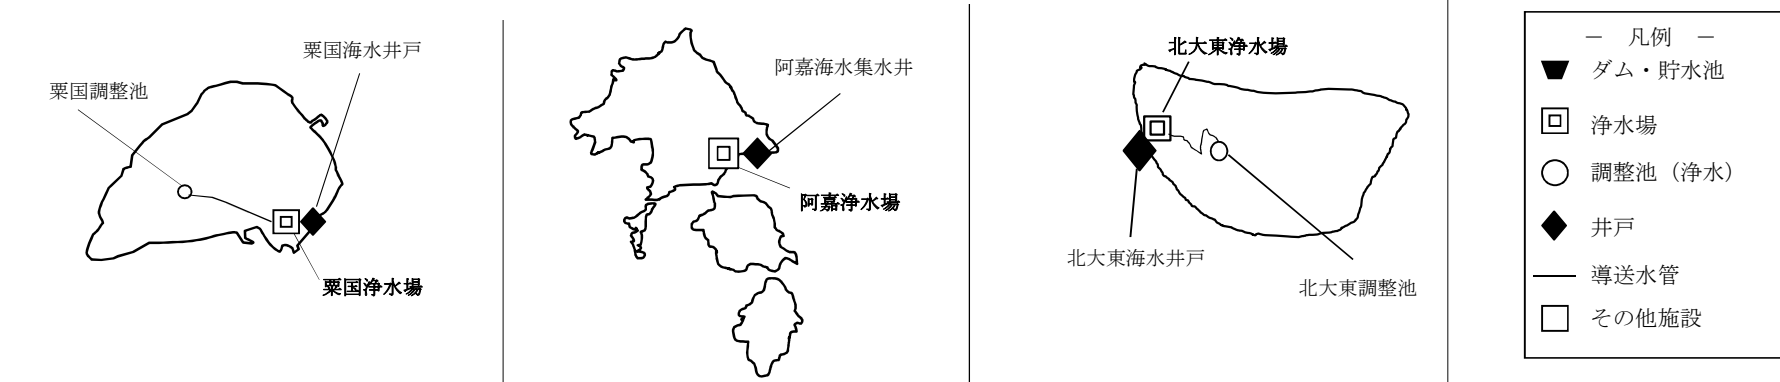 粟国海水井戸
粟国調整池
粟国浄水場
阿嘉海水集水井
阿嘉浄水場
北大東浄水場
北大東海水井戸
北大東調整池
－ 凡例 －
ダム・貯水池
浄水場
調整池（浄水）
井戸
導送水管
その他施設